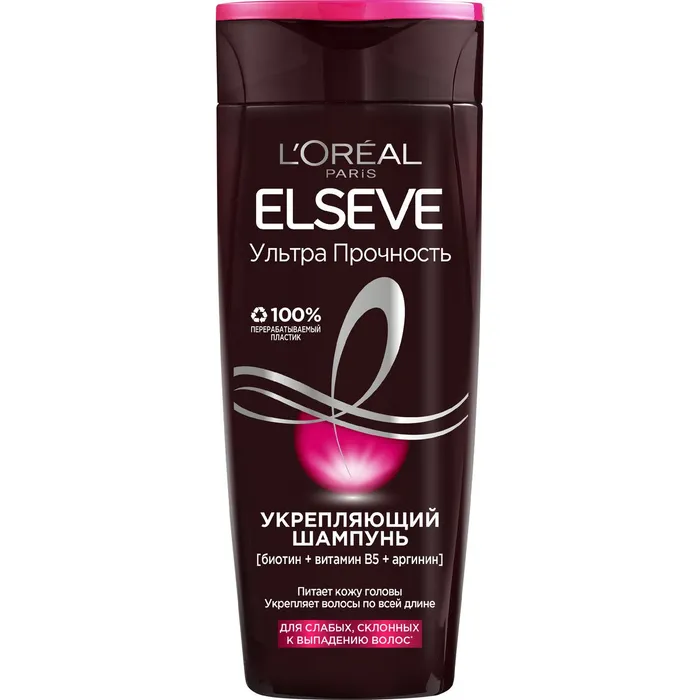 L'ORÉAL
PARIS
ELSEVE
Ультра Прочность
100%
ПЕРЕРАБАТЫВАЕМЫЙ
ПЛАСТИК
УКРЕПЛЯЮЩИЙ
ШАМПУНЬ
[биотин + витамин B5 + аргинин]
Питает кожу головы
Укрепляет волосы по всей длине
ДЛЯ СЛАБЫХ, СКЛОННЫХ
К ВЫПАДЕНИЮ ВОЛОС*